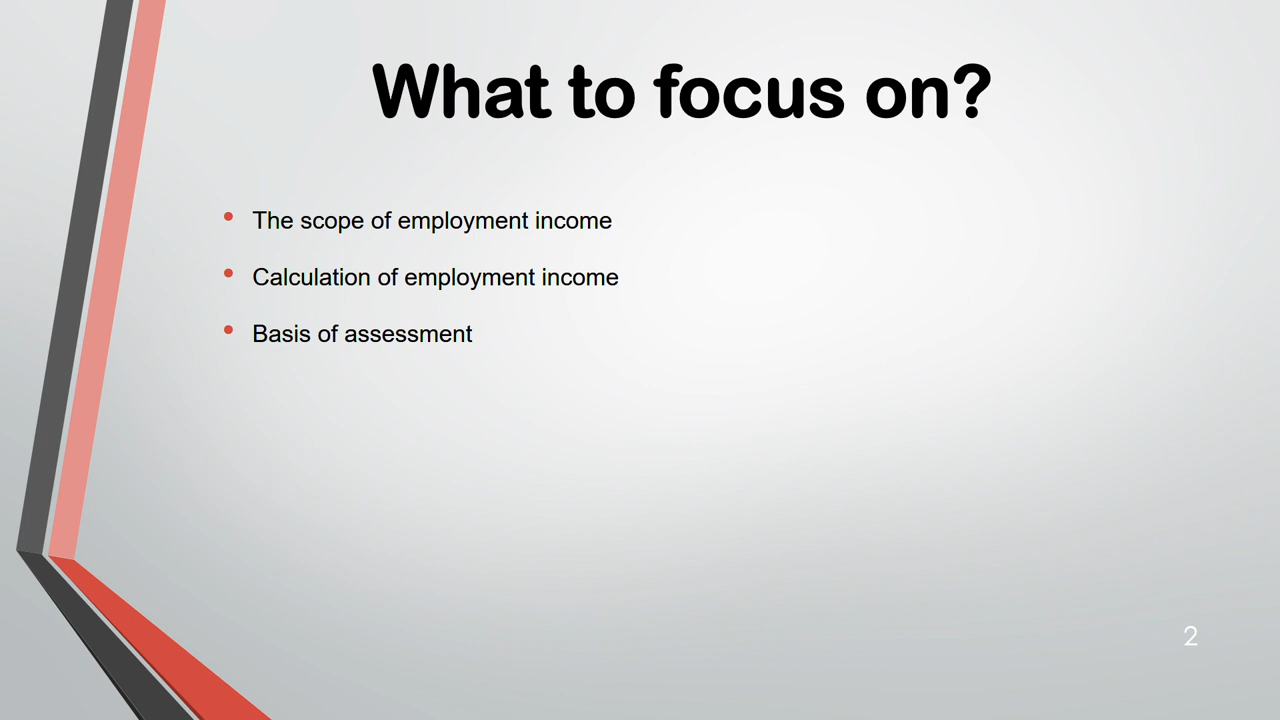 What to focus on?
• The scope of employment income
• Calculation of employment income
• Basis of assessment
2